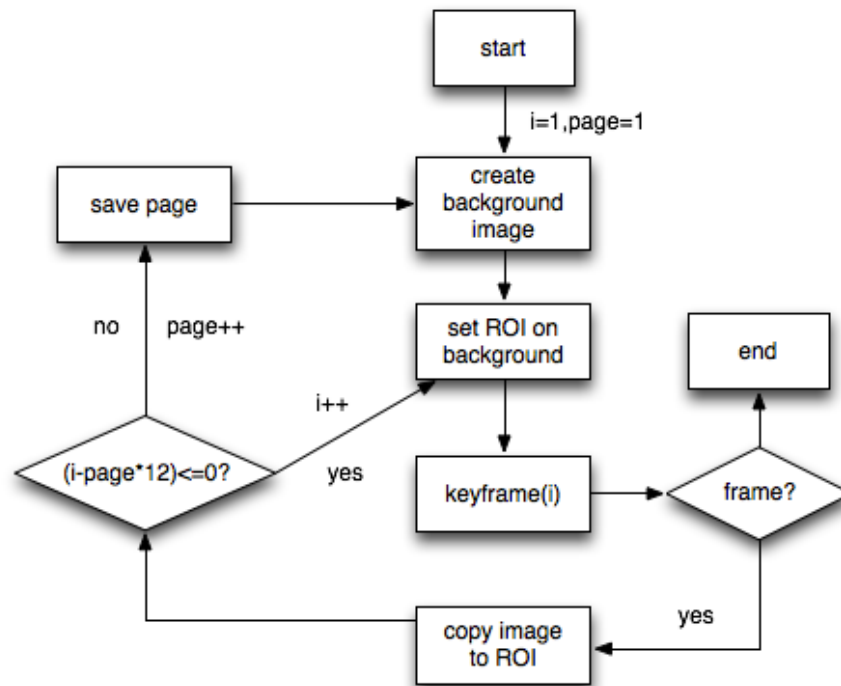 start
i=1,page=1
create
background
image
save page
no
page++
set ROI on
background
end
i++
(i-page*12)<=0?
yes
keyframe(i)
frame?
copy image
to ROI
yes